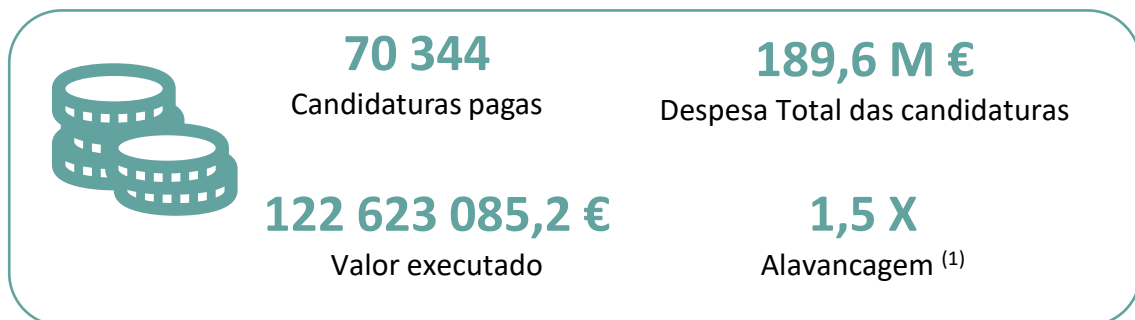 70 344
Candidaturas pagas
189,6 M €
Despesa Total das candidaturas
122 623 085,2 €
Valor executado
1,5 X
Alavancagem (1)